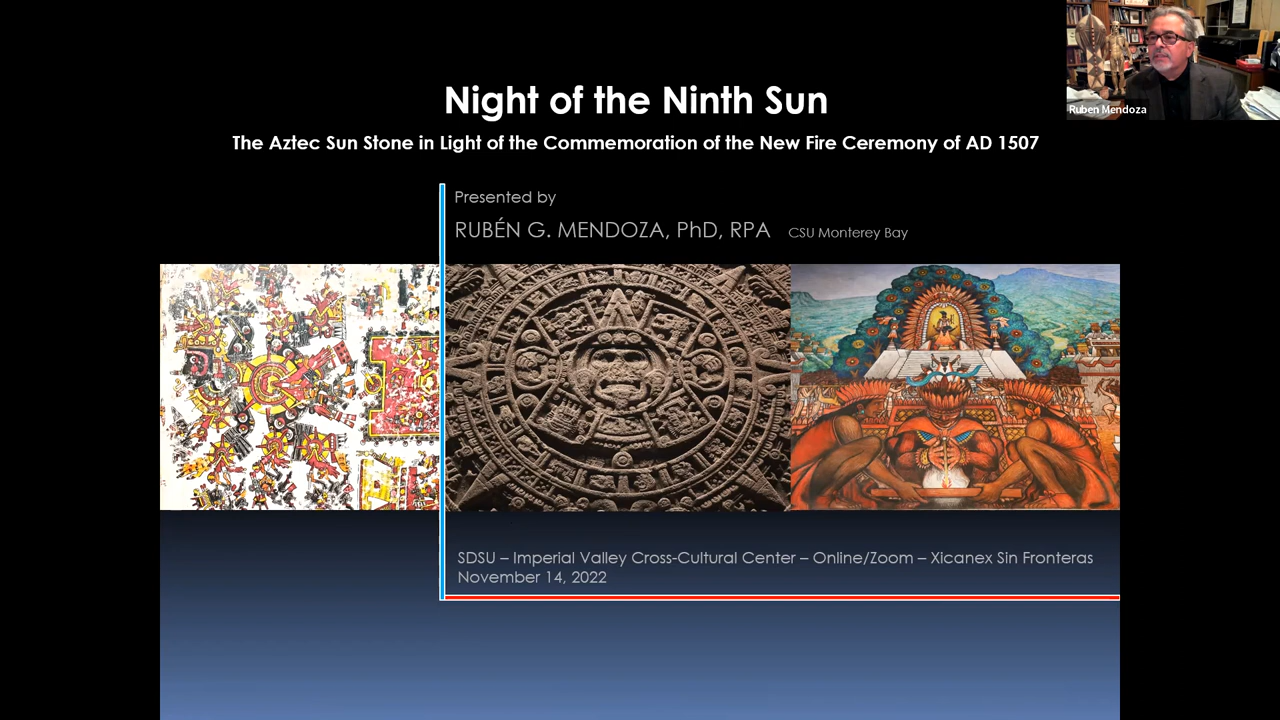 Night of the Ninth Sun
The Aztec Sun Stone in Light of the Commemoration of the New Fire Ceremony of AD 1507
Presented by
RUBÉN G. MENDOZA, PhD, RPA CSU Monterey Bay
SDSU – Imperial Valley Cross-Cultural Center – Online/Zoom – Xicanex Sin Fronteras
November 14, 2022
Ruben Mendoza